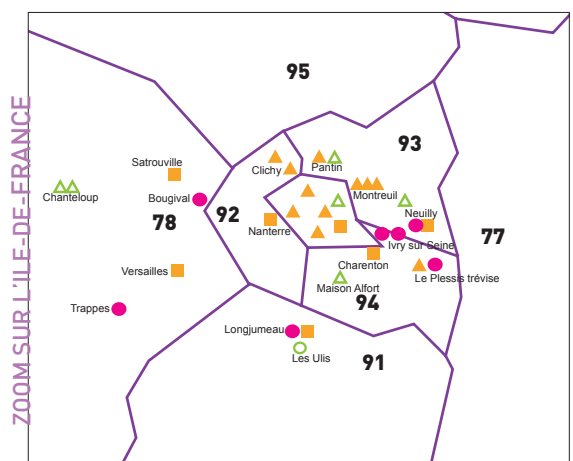 ZOOM SUR L'ILE-DE-FRANCE
95
93
Satrouville
Clichy
Pantin
Chanteloup
Bougival
Montreuil
78
92
Neuilly
Nanterre
Ivry sur Seine
77
Charenton
Versailles
Maison Alfort
Le Plessis trévise
94
Trappes
Longjumeau
Les Ulis
91